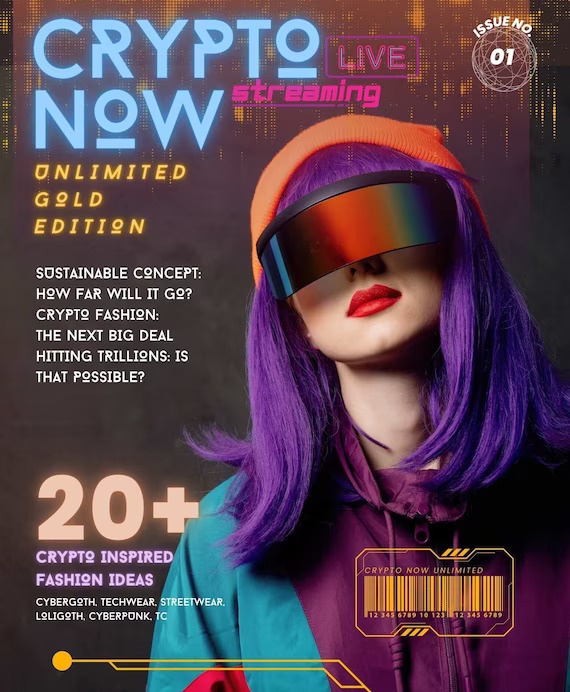 CRYPTO
LIVE
NOW
streaming
ISSUE NO.
01
UNLIMITED
GOLD
EDITION
SUSTAINABLE CONCEPT:
HOW FAR WILL IT GO?
CRYPTO FASHION:
THE NEXT BIG DEAL
HITTING TRILLIONS: IS
THAT POSSIBLE?
20+
CRYPTO INSPIRED
FASHION IDEAS
CYBERGOTH, TECHWEAR, STREETWEAR,
LOLIGOTH, CYBERPUNK, TC
CRYPTO NOW UNLIMITED
12 345 6789 10 123 12 345 6789